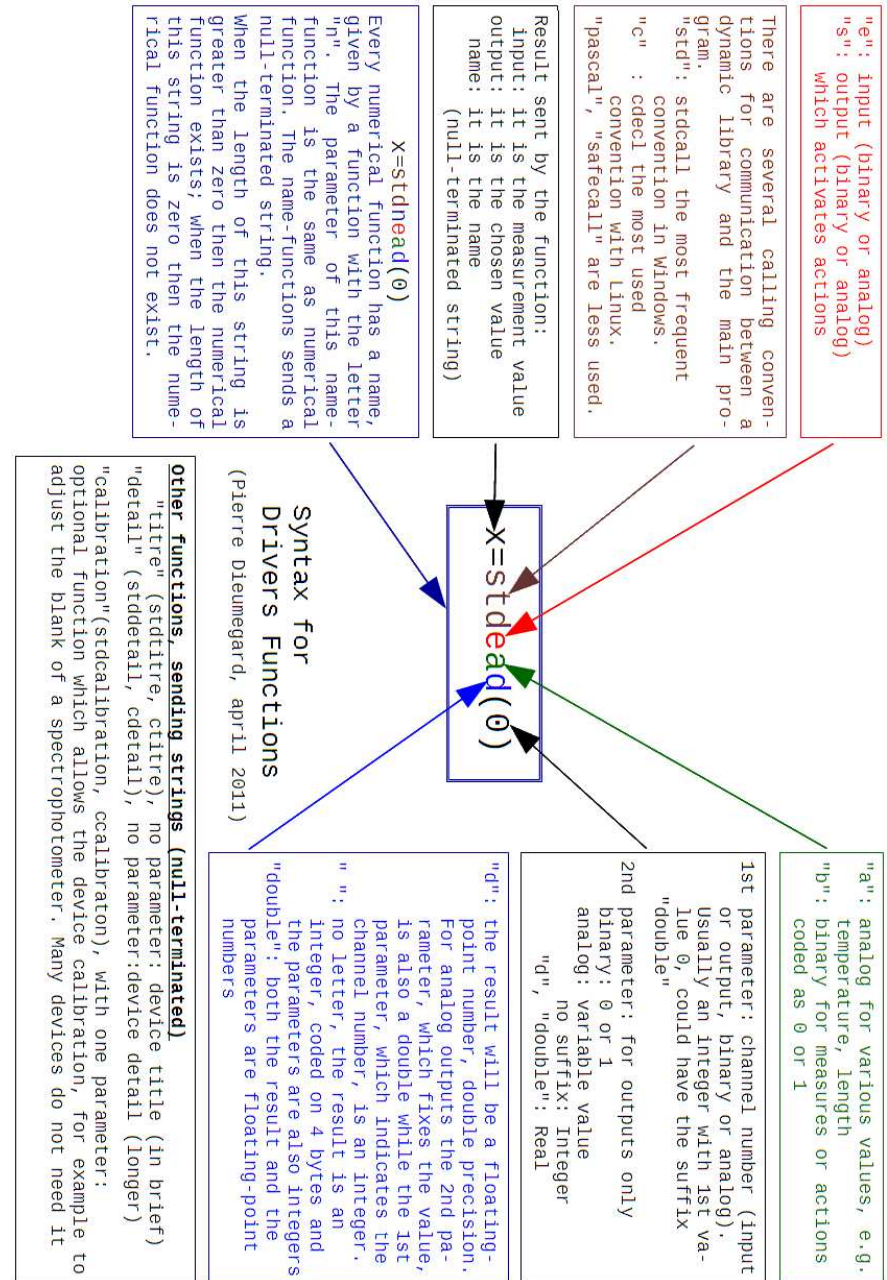 "e": input (binary or analog)
"s": output (binary or analog)
which activates actions
There are several calling conven-
tions for communication between a
dynamic library and the main pro-
gram.
"std": stdcall the most frequent
convention in Windows.
"c" : cdecl the most used
convention with Linux.
"pascal", "safecall" are less used.
Result sent by the function:
input: it is the measurement value
output: it is the chosen value
name: it is the name
(null-terminated string)
x=stdnead(0)
Every numerical function has a name,
given by a function with the letter
"n". The parameter of this name-
function is the same as numerical
function. The name-functions sends a
null-terminated string.
When the length of this string is
greater than zero then the numerical
function exists; when the length of
this string is zero then the nume-
rical function does not exist.
x=stdead(0)
Syntax for
Drivers Functions
(Pierre Dieumegard, april 2011)
"a": analog for various values, e.g.
temperature, length
"b": binary for measures or actions
coded as 0 or 1
1st parameter: channel number (input
or output, binary or analog).
Usually an integer with 1st va-
lue 0, could have the suffix
"double"
2nd parameter: for outputs only
binary: 0 or 1
analog: variable value
no suffix: Integer
"d", "double": Real
"d": the result will be a floating-
point number, double precision.
For analog outputs the 2nd pa-
rameter, which fixes the value,
is also a double while the 1st
parameter, which indicates the
channel number, is an integer.
" ": no letter, the result is an
integer, coded on 4 bytes and
the parameters are also integers
"double": both the result and the
parameters are floating-point
numbers
Other functions, sending strings (null-terminated)
"titre" (stdtitre, ctitre), no parameter: device title (in brief)
"detail" (stddetail, cdetail), no parameter:device detail (longer)
"calibration"(stdcalibration, ccalibraton), with one parameter:
optional function which allows the device calibration, for example to
adjust the blank of a spectrophotometer. Many devices do not need it